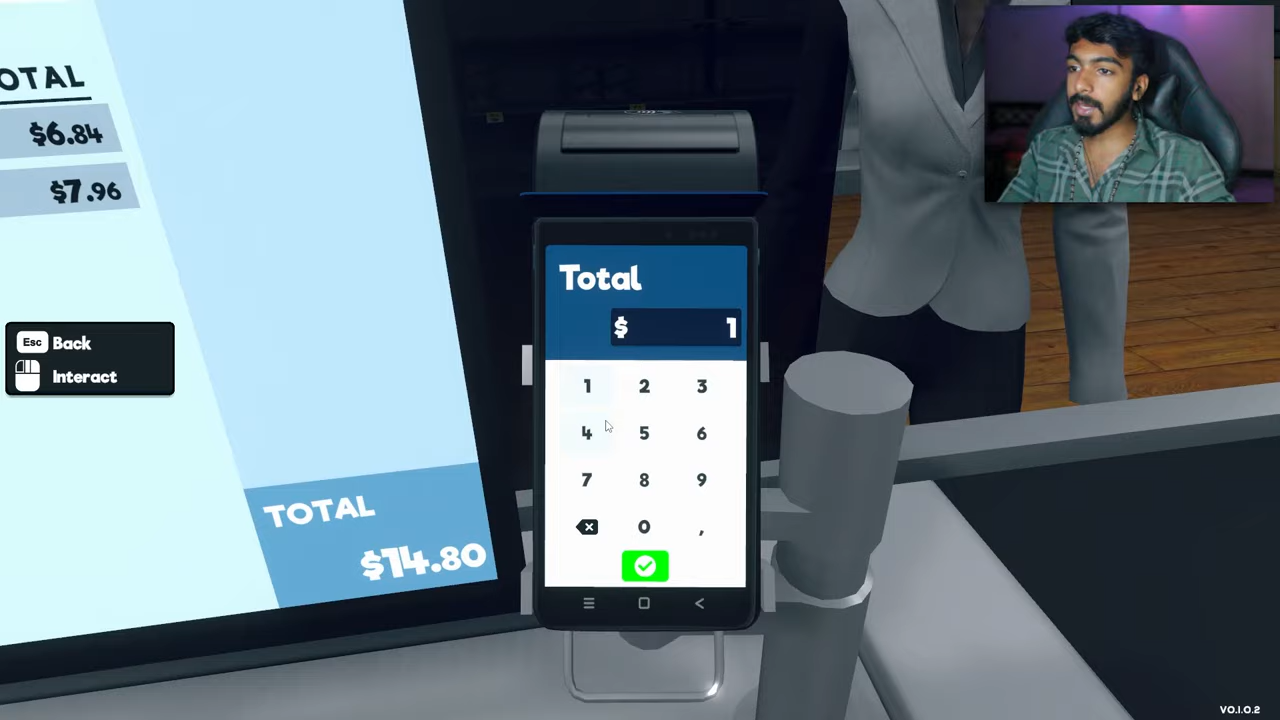 OTAL
$6.84
$7.96
Esc Back
Interact
TOTAL
$14.80
Total
$ 1
1 2 3
4 5 6
7 8 9
0 ,
V0.1.0.2